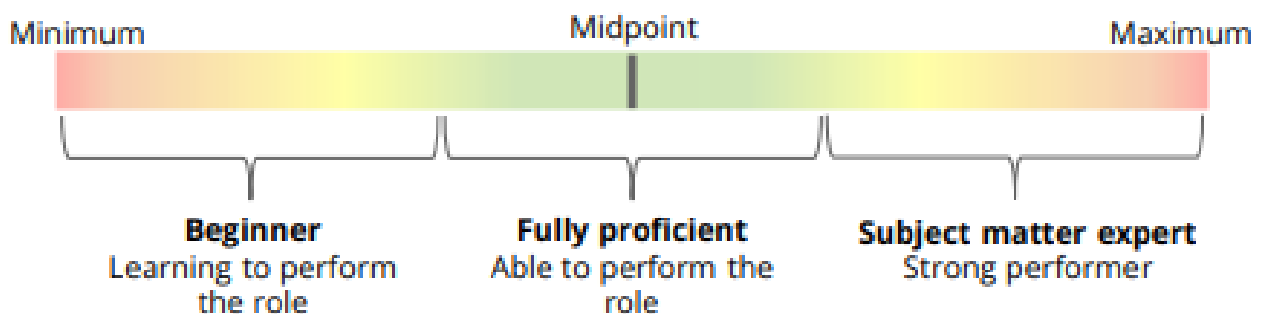 Minimum
Midpoint
Maximum
Beginner
Learning to perform
the role
Fully proficient
Able to perform the
role
Subject matter expert
Strong performer